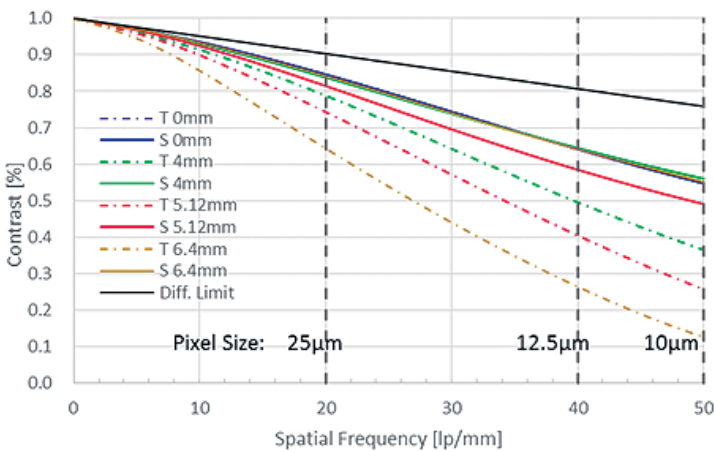 1.0
0.9
0.8
0.7
0.6
0.5
0.4
0.3
0.2
0.1
0.0
Contrast [%]
T 0mm
S 0mm
T 4mm
S 4mm
T 5.12mm
S 5.12mm
T 6.4mm
S 6.4mm
Diff. Limit
Pixel Size: 25μm 12.5μm 10μm
0 10 20 30 40 50
Spatial Frequency [lp/mm]